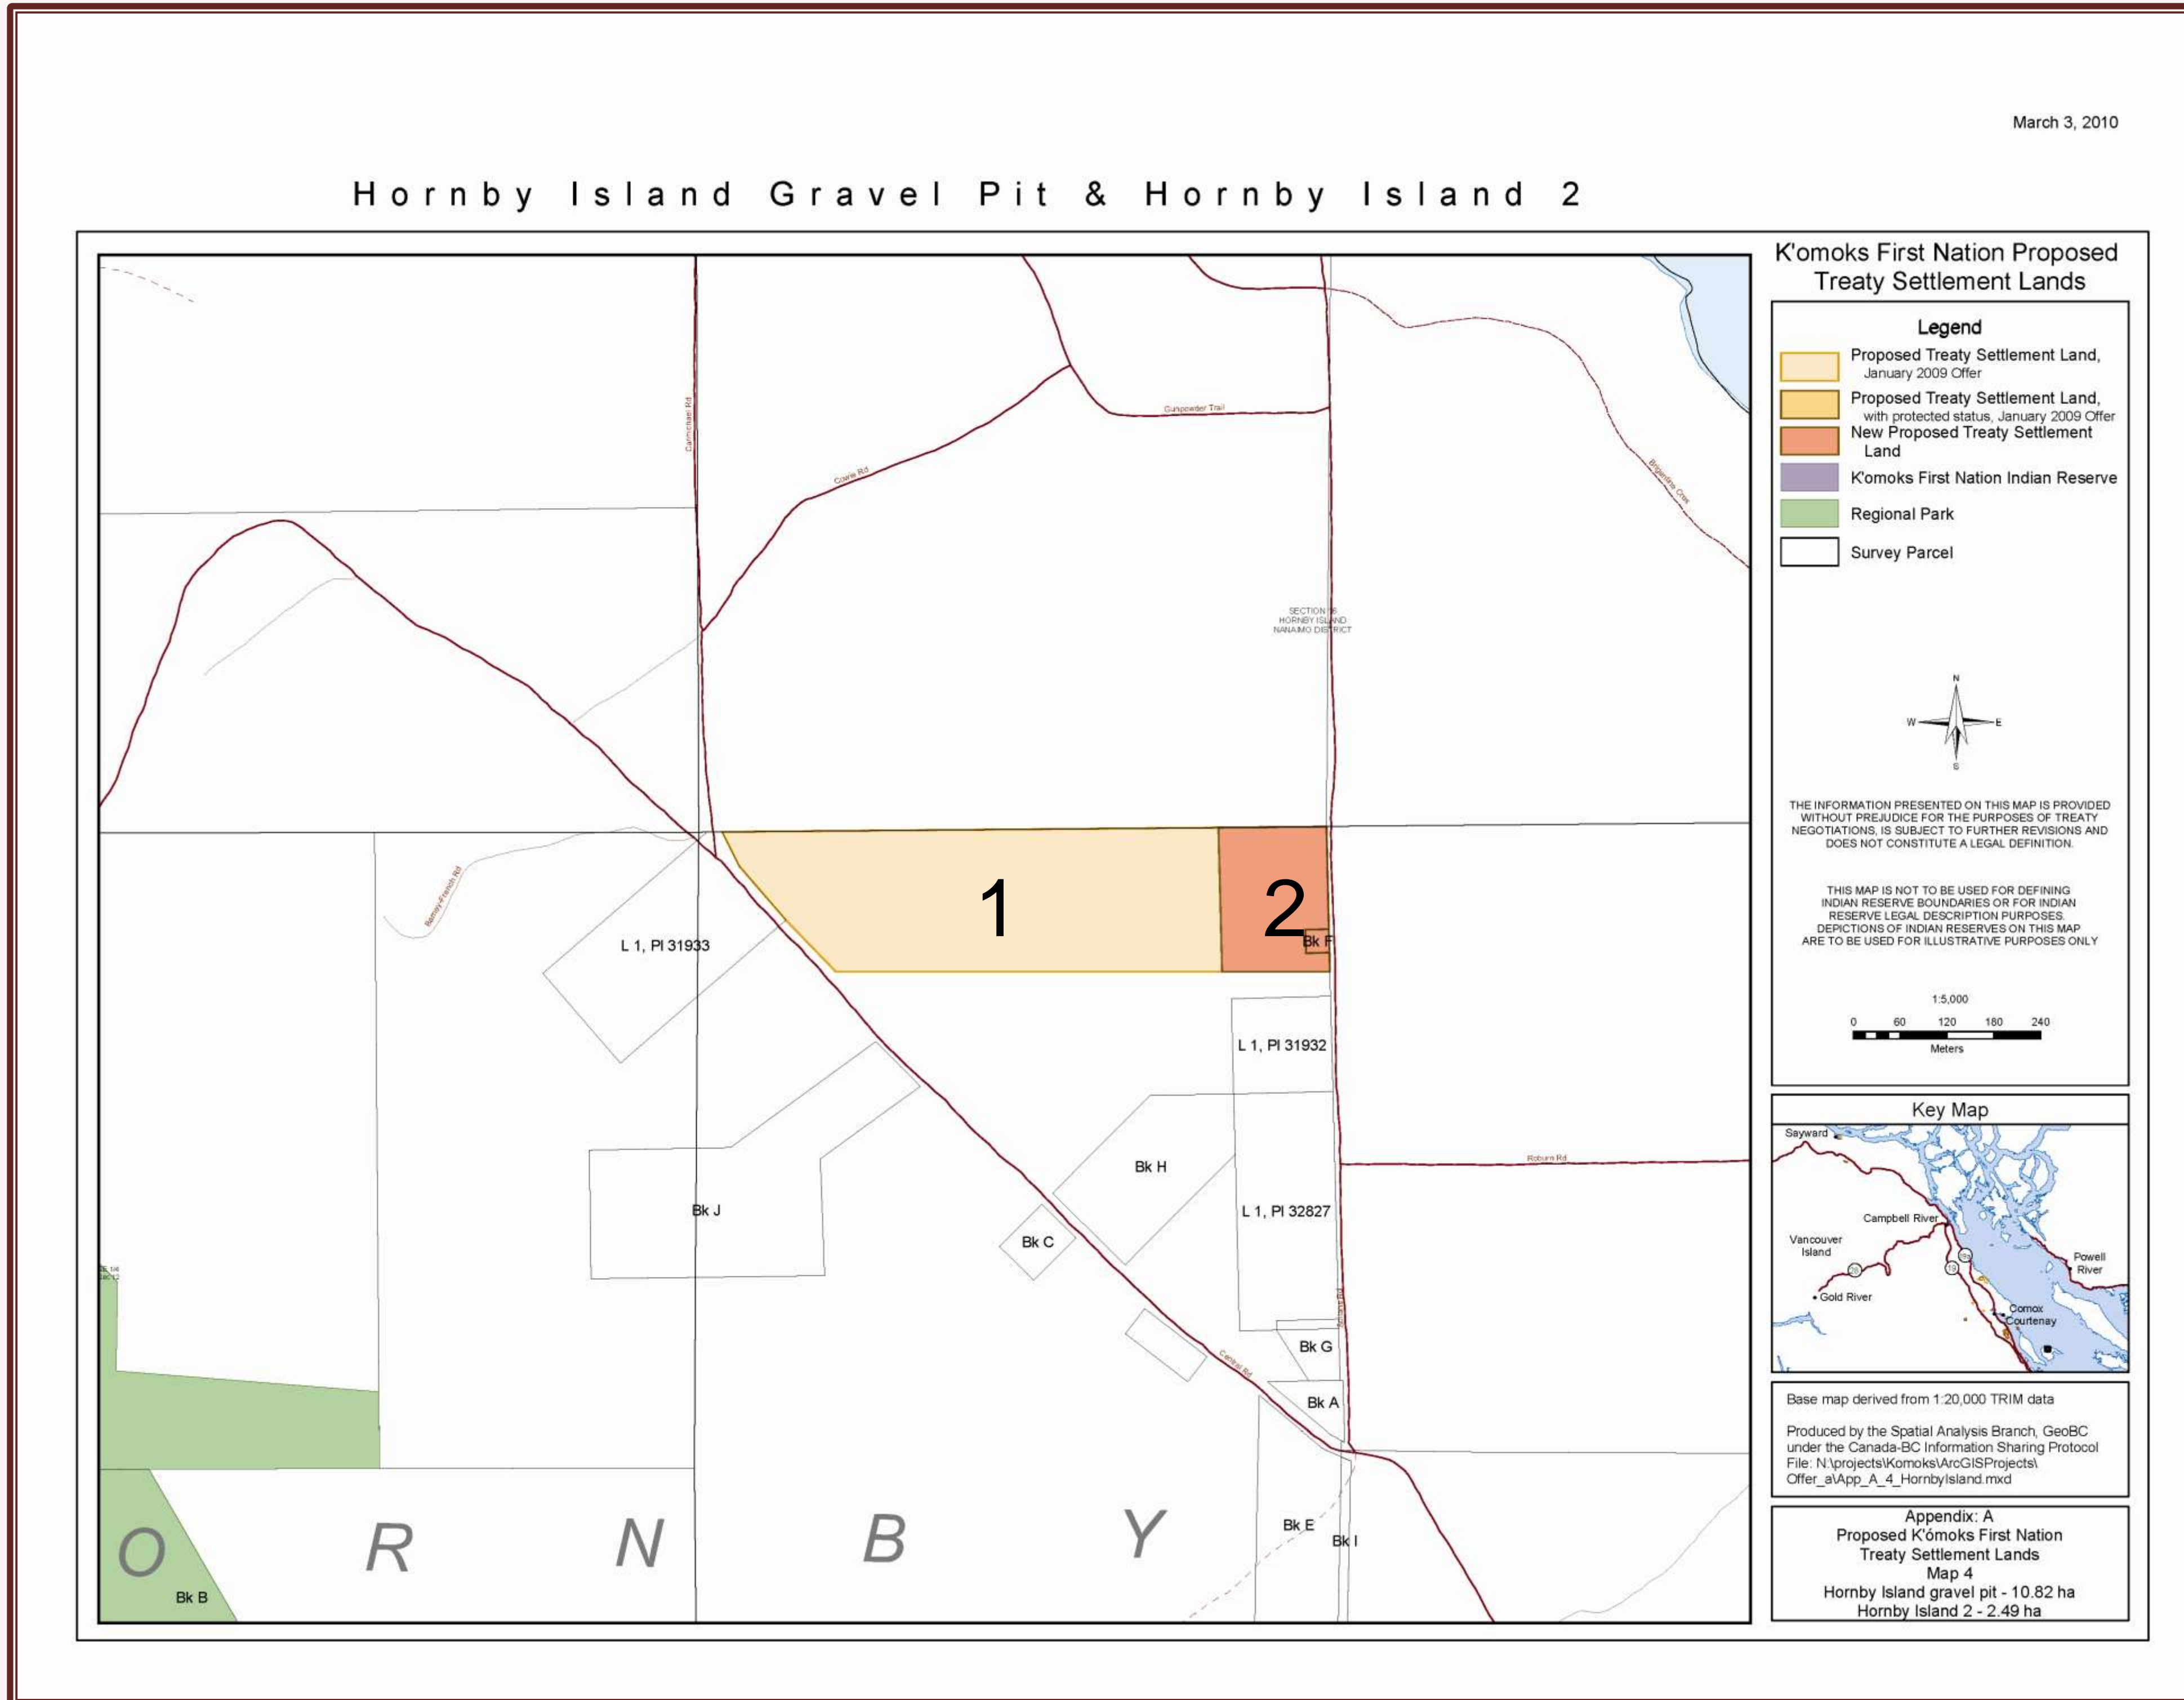 March 3, 2010
Hornby Island Gravel Pit & Hornby Island 2
K'omoks First Nation Proposed
Treaty Settlement Lands
Legend
Proposed Treaty Settlement Land,
January 2009 Offer
Proposed Treaty Settlement Land,
with protected status, January 2009 Offer
New Proposed Treaty Settlement
Land
K'omoks First Nation Indian Reserve
Regional Park
Survey Parcel
N
W E
S
THE INFORMATION PRESENTED ON THIS MAP IS PROVIDED
WITHOUT PREJUDICE FOR THE PURPOSES OF TREATY
NEGOTIATIONS, IS SUBJECT TO FURTHER REVISIONS AND
DOES NOT CONSTITUTE A LEGAL DEFINITION.
THIS MAP IS NOT TO BE USED FOR DEFINING
INDIAN RESERVE BOUNDARIES OR FOR INDIAN
RESERVE LEGAL DESCRIPTION PURPOSES.
DEPICTIONS OF INDIAN RESERVES ON THIS MAP
ARE TO BE USED FOR ILLUSTRATIVE PURPOSES ONLY
1:5,000
0 60 120 180 240
Meters
Key Map
Sayward
Campbell River
Vancouver
Island
Powell
River
19a
19
28
Gold River
Comox
Courtenay
Base map derived from 1:20,000 TRIM data
Produced by the Spatial Analysis Branch, GeoBC
under the Canada-BC Information Sharing Protocol
File: N:\projects\Komoks\ArcGISProjects\
Offer_a\App_A_4_HornbyIsland.mxd
Appendix: A
Proposed K'ómoks First Nation
Treaty Settlement Lands
Map 4
Hornby Island gravel pit - 10.82 ha
Hornby Island 2 - 2.49 ha
Carmichael Rd
Gunpowder Trail
Cowie Rd
Brigantine Cres
HORNBY ISLAND
NANAIMO DISTRICT
1
2
Bk F
L 1, Pl 31933
L 1, Pl 31932
Bk H
Roburn Rd
Bk J
L 1, Pl 32827
Bk C
Bk G
Central Rd
Bk A
Bk E
Bk I
O R N B Y
Bk B